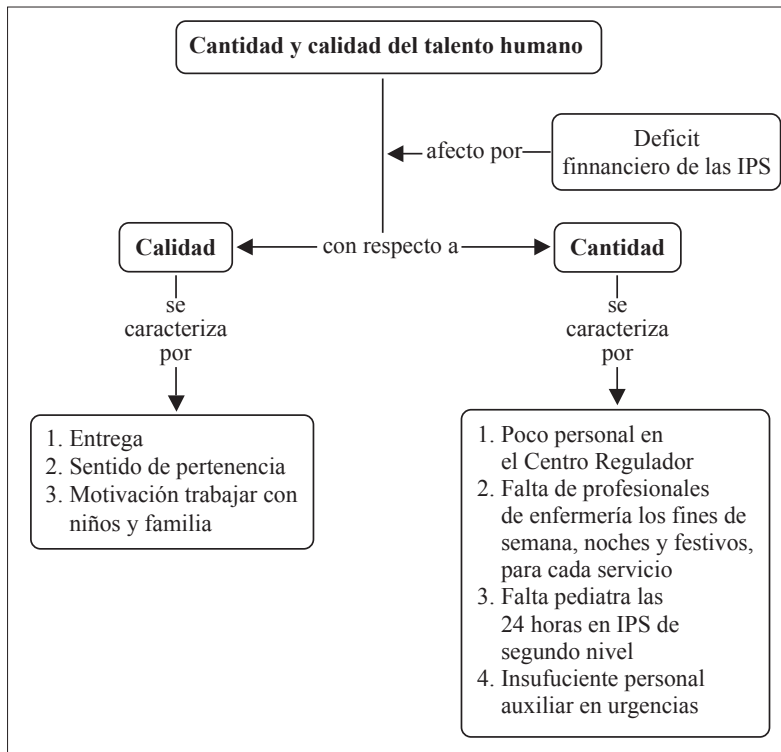 Cantidad y calidad del talento humano
afecto por
Deficit
finnanciero de las IPS
Calidad
con respecto a
Cantidad
se
caracteriza
por
se
caracteriza
por
1. Entrega
2. Sentido de pertenencia
3. Motivación trabajar con
niños y familia
1. Poco personal en
el Centro Regulador
2. Falta de profesionales
de enfermería los fines de
semana, noches y festivos,
para cada servicio
3. Falta pediatra las
24 horas en IPS de
segundo nivel
4. Insufuciente personal
auxiliar en urgencias